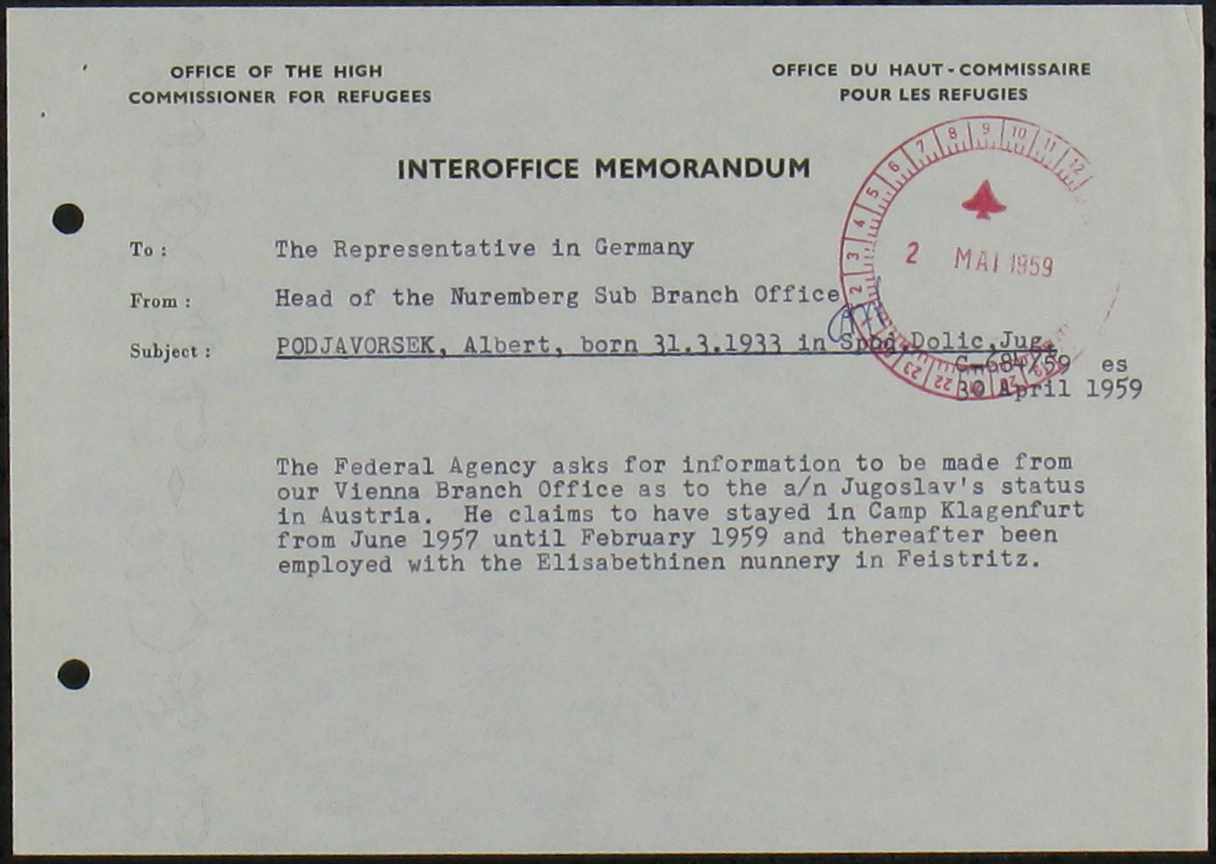 OFFICE OF THE HIGH
COMMISSIONER FOR REFUGEES
OFFICE DU HAUT-COMMISSAIRE
POUR LES REFUGIES
INTEROFFICE MEMORANDUM
2 3 4 5 6 7 8 9 10 11 12
2 MAI 1959
22 23
To: The Representative in Germany
From: Head of the Nuremberg Sub Branch Office
Subject: PODJAVORSEK, Albert, born 31.3.1933 in Spod.Dolic,Jug.
C-684/59 es
30 April 1959
The Federal Agency asks for information to be made from
our Vienna Branch Office as to the a/n Jugoslav's status
in Austria. He claims to have stayed in Camp Klagenfurt
from June 1957 until February 1959 and thereafter been
employed with the Elisabethinen nunnery in Feistritz.